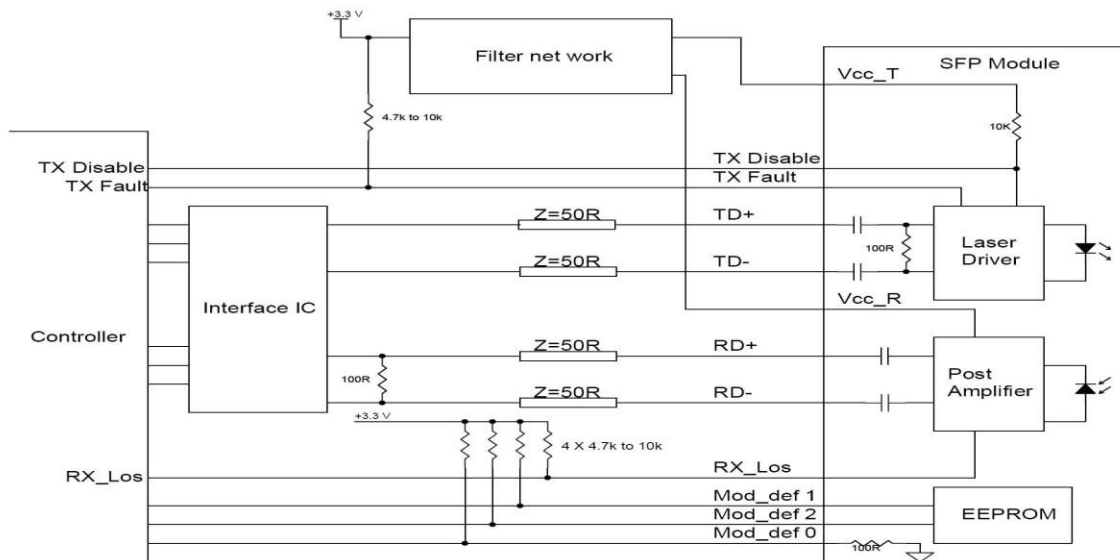 +3.3 V
Filter net work
SFP Module
Vcc_T
4.7k to 10k
10K
TX Disable
TX Disable
TX Fault
TX Fault
Z=50R
TD+
Laser
Driver
100R
Z=50R
TD-
Interface IC
Vcc_R
Controller
Z=50R
RD+
Post
Amplifier
100R
Z=50R
RD-
+3.3 V
4 X 4.7k to 10k
RX_Los
RX_Los
Mod_def 1
EEPROM
Mod_def 2
Mod_def 0
100R